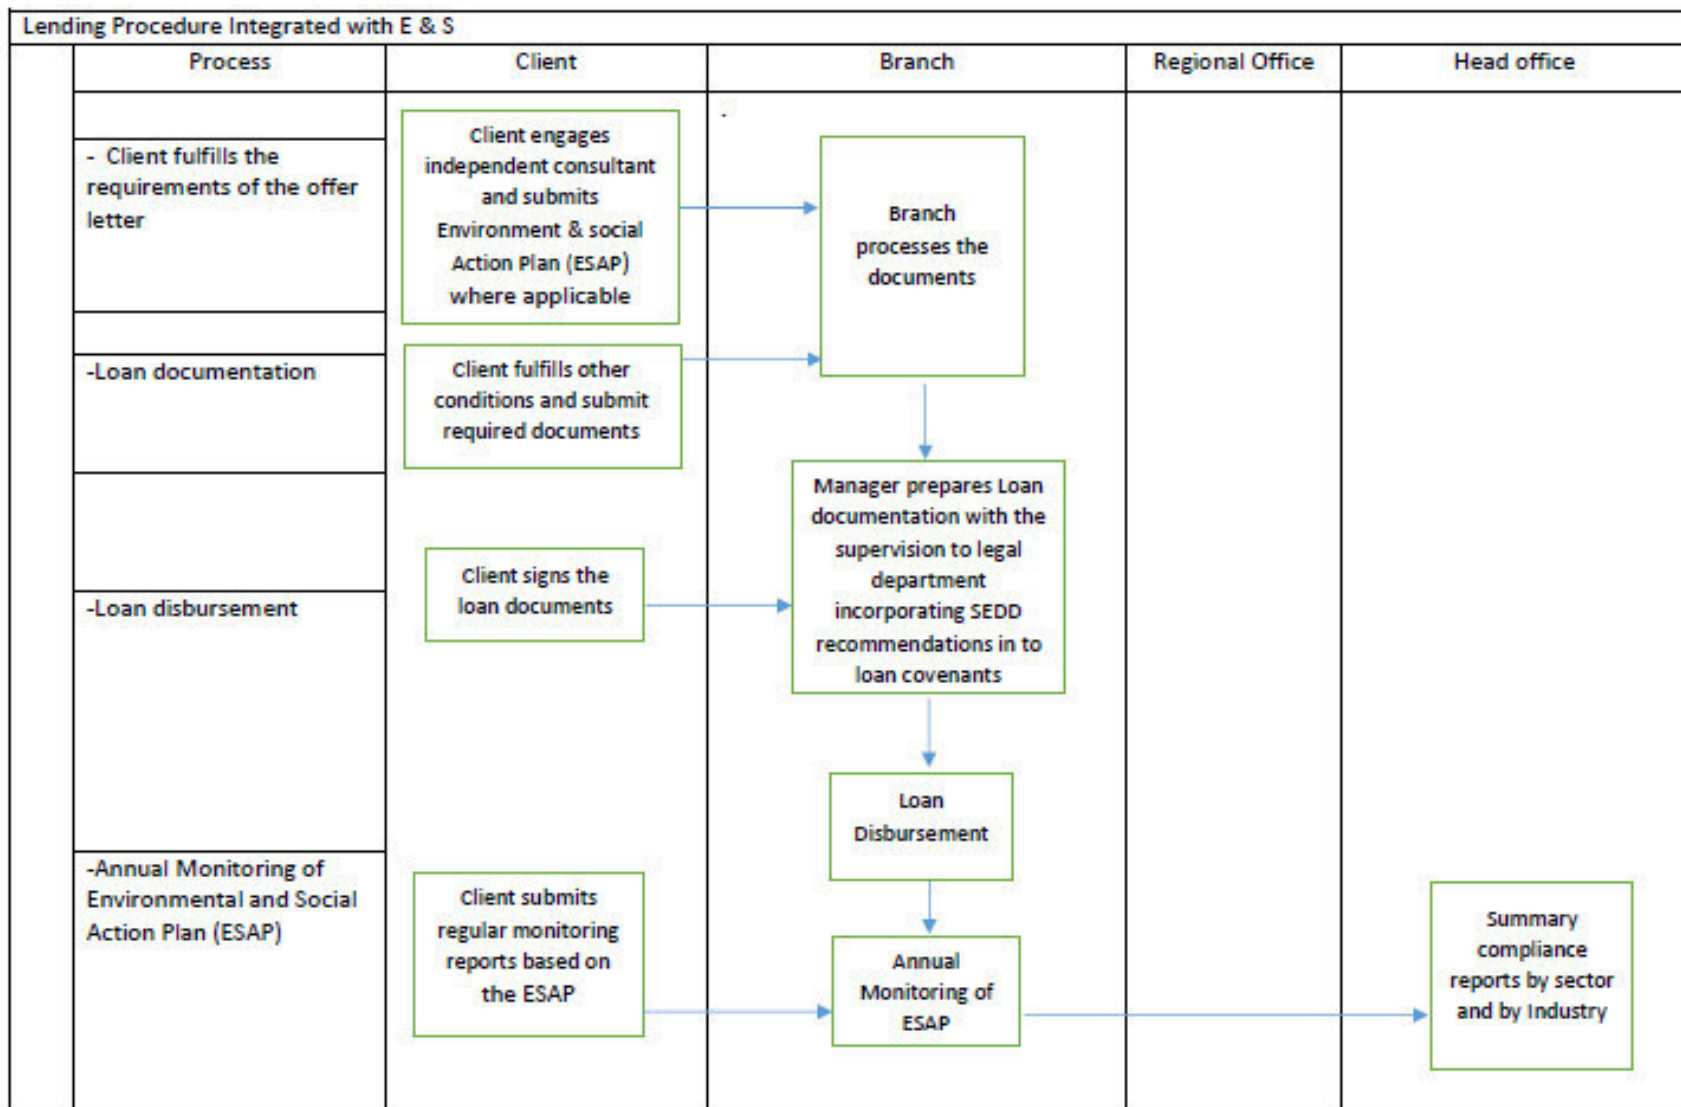 Lending Procedure Integrated with E & S
Process
Client
Branch
Regional Office
Head office
- Client fulfills the
requirements of the offer
letter
Client engages
independent consultant
and submits
Environment & social
Action Plan (ESAP)
where applicable
Branch
processes the
documents
-Loan documentation
Client fulfills other
conditions and submit
required documents
Manager prepares Loan
documentation with the
supervision to legal
department
incorporating SEDD
recommendations in to
loan covenants
Client signs the
loan documents
-Loan disbursement
Loan
Disbursement
-Annual Monitoring of
Environmental and Social
Action Plan (ESAP)
Client submits
regular monitoring
reports based on
the ESAP
Annual
Monitoring of
ESAP
Summary
compliance
reports by sector
and by Industry